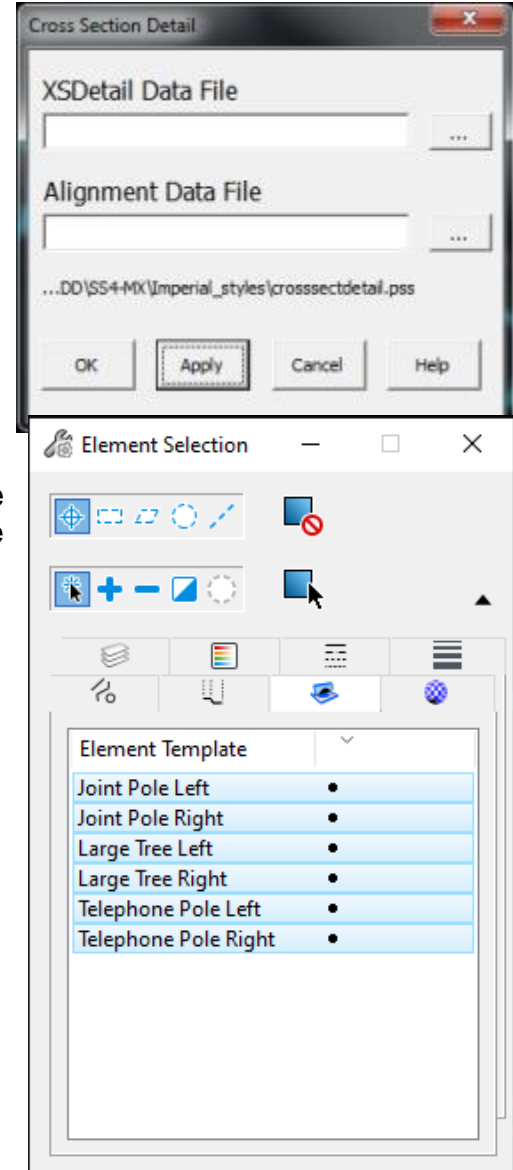 Cross Section Detail
XSDetail Data File
...
Alignment Data File
...
...DD\SS4-MX\Imperial_styles\crosssectdetail.pss
OK Apply Cancel Help
Element Selection
e
e
Element Template
Joint Pole Left
Joint Pole Right
Large Tree Left
Large Tree Right
Telephone Pole Left
Telephone Pole Right